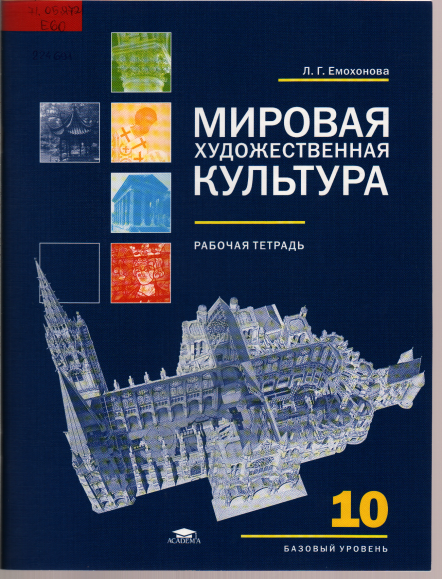 Л. Г. Емохонова
МИРОВАЯ
ХУДОЖЕСТВЕННАЯ
КУЛЬТУРА
РАБОЧАЯ ТЕТРАДЬ
10
БАЗОВЫЙ УРОВЕНЬ
ACADEMA